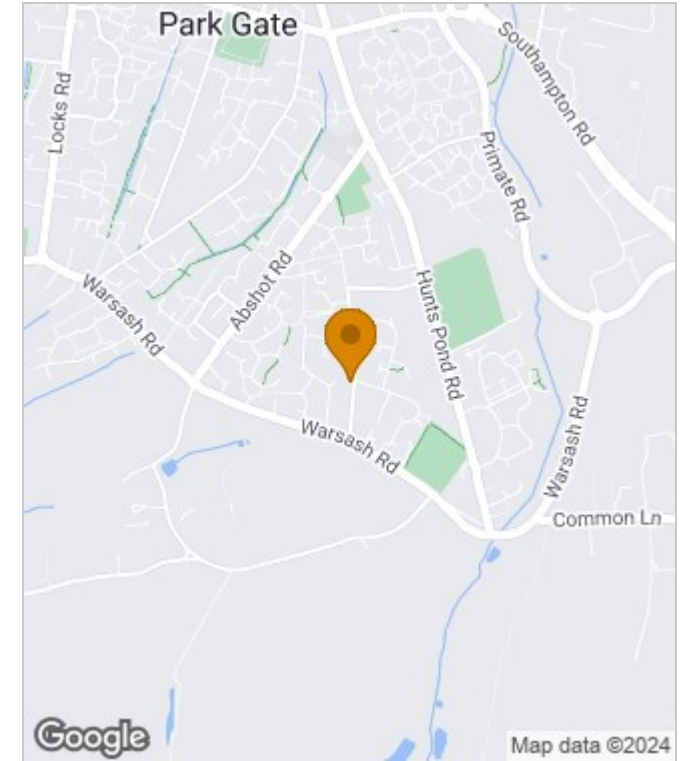 Park Gate
Southampton Rd
Locks Rd
Primate Rd
Abshot Rd
Warsash Rd
Hunts Pond Rd
Warsash Rd
Warsash Rd
Common Ln
Google
Map data ©2024